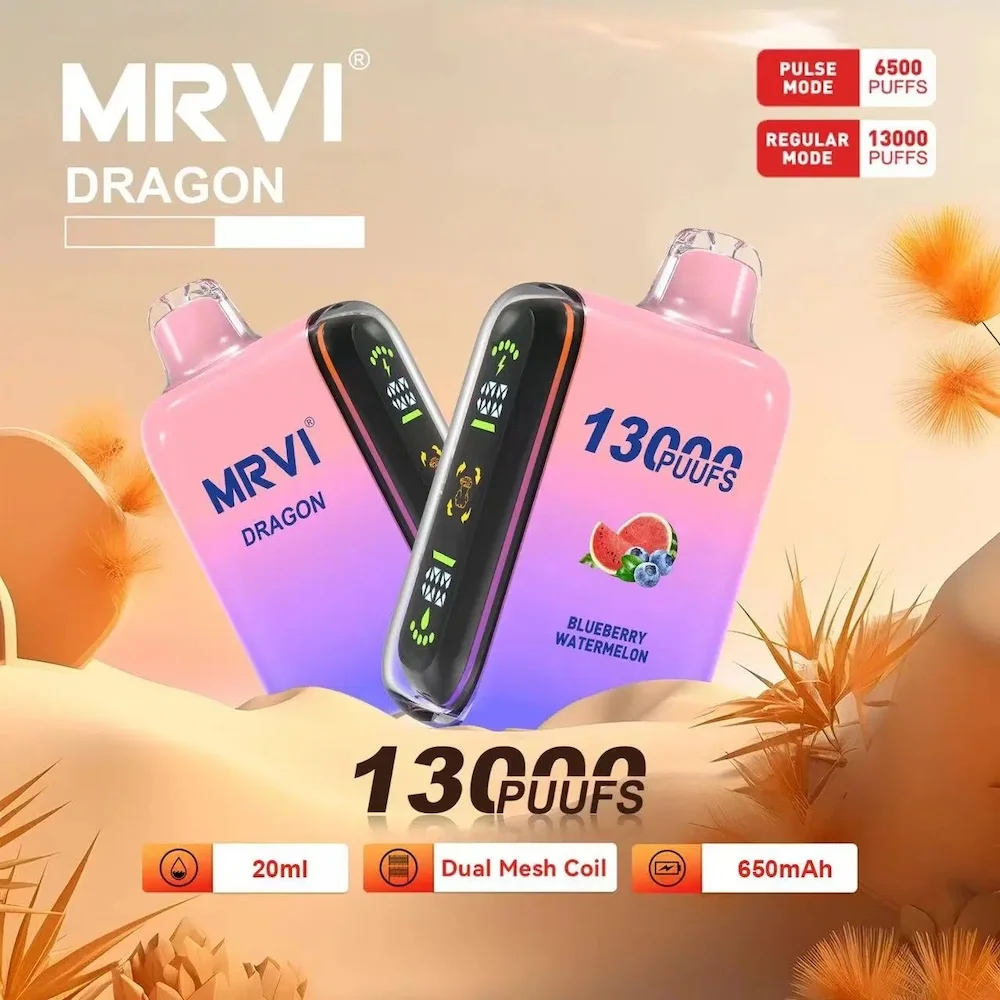 MRVI®
DRAGON
PULSE MODE 6500 PUFFS
REGULAR MODE 13000 PUFFS
MRVI®
DRAGON
13000 PUUFS
BLUEBERRY
WATERMELON
13000 PUUFS
20ml
Dual Mesh Coil
650mAh